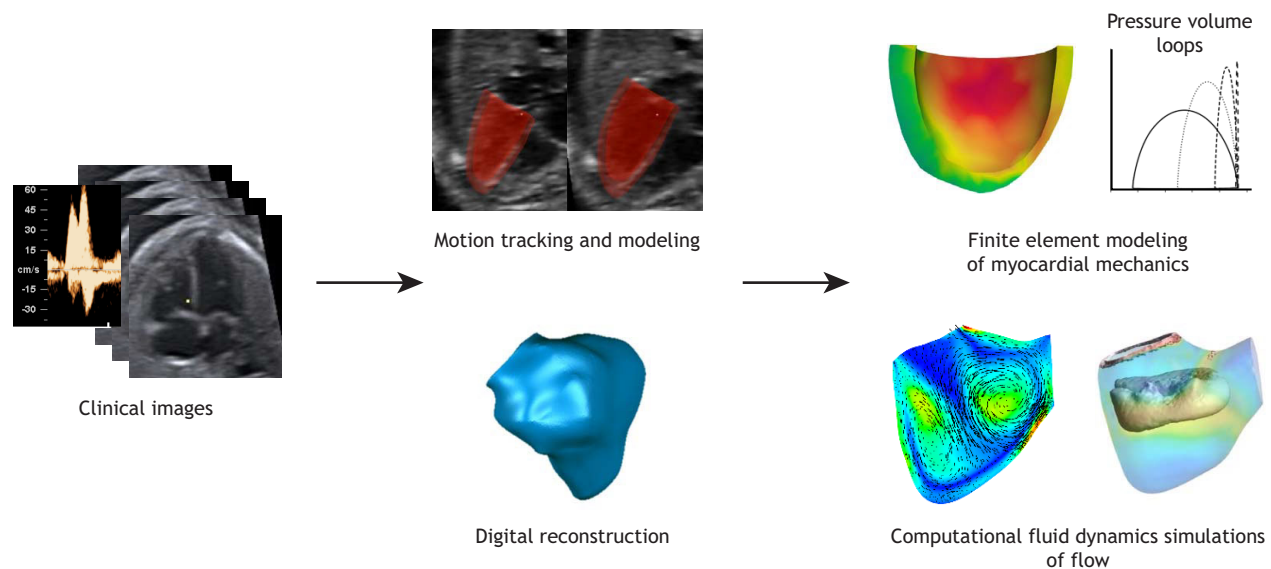 60
45
30
15
cm/s
-15
-30
Clinical images
Motion tracking and modeling
Digital reconstruction
Pressure volume
loops
Finite element modeling
of myocardial mechanics
Computational fluid dynamics simulations
of flow